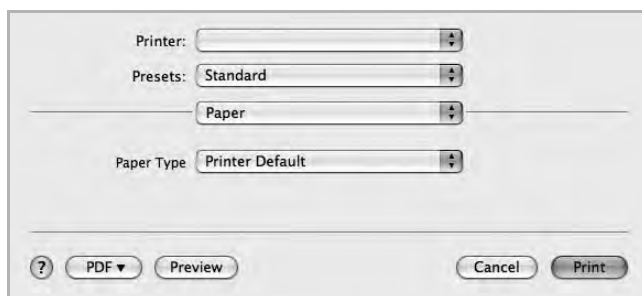 Printer:
Presets: Standard
Paper
Paper Type Printer Default
? PDF ▼ Preview Cancel Print